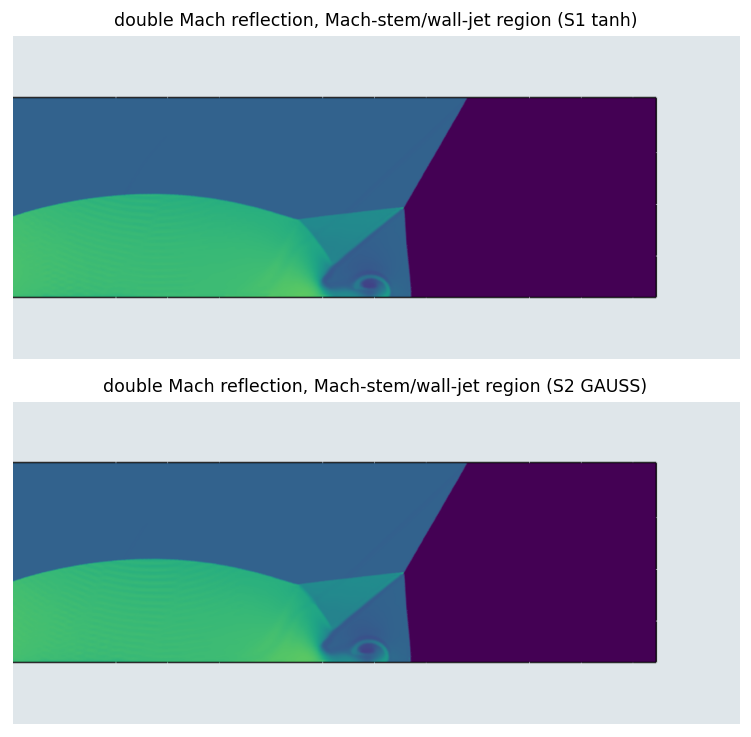 double Mach reflection, Mach-stem/wall-jet region (S1 tanh)
double Mach reflection, Mach-stem/wall-jet region (S2 GAUSS)